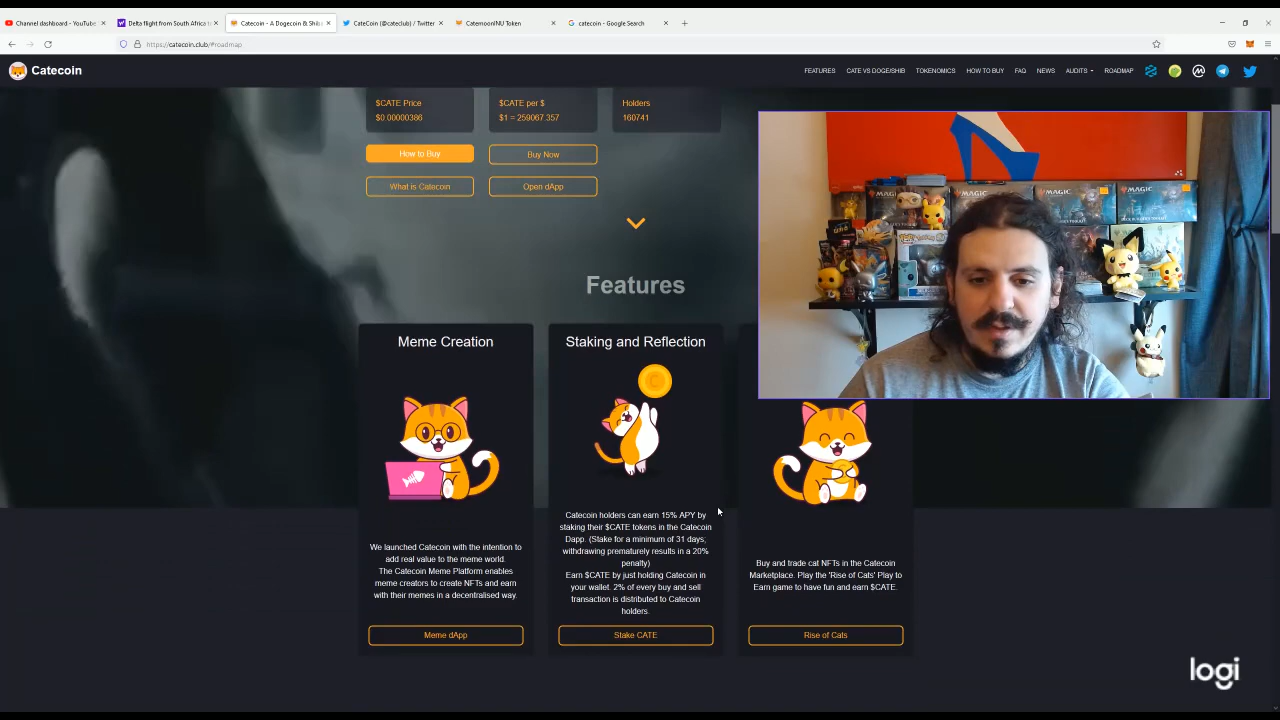 Channel dashboard - YouTube
Delta flight from South Africa
Catecoin - A Dogecoin & Shib
CateCoin (@cateclub) / Twitter
CatemoonINU Token
catecoin - Google Search
https://catecoin.club/#roadmap
Catecoin
FEATURES
CATE VS DOGE/SHIB
TOKENOMICS
HOW TO BUY
FAQ
NEWS
AUDITS
ROADMAP
$CATE Price
$0.00000386
$CATE per $
$1 = 259067.357
Holders
160741
How to Buy
Buy Now
What is Catecoin
Open dApp
Features
Meme Creation
We launched Catecoin with the intention to
add real value to the meme world.
The Catecoin Meme Platform enables
meme creators to create NFTs and earn
with their memes in a decentralised way.
Meme dApp
Staking and Reflection
Catecoin holders can earn 15% APY by
staking their $CATE tokens in the Catecoin
Dapp. (Stake for a minimum of 31 days;
withdrawing prematurely results in a 20%
penalty)
Earn $CATE by just holding Catecoin in
your wallet. 2% of every buy and sell
transaction is distributed to Catecoin
holders.
Stake CATE
Buy and trade cat NFTs in the Catecoin
Marketplace. Play the 'Rise of Cats' Play to
Earn game to have fun and earn $CATE.
Rise of Cats
MAGIC
MAGIC
MAGIC
logi